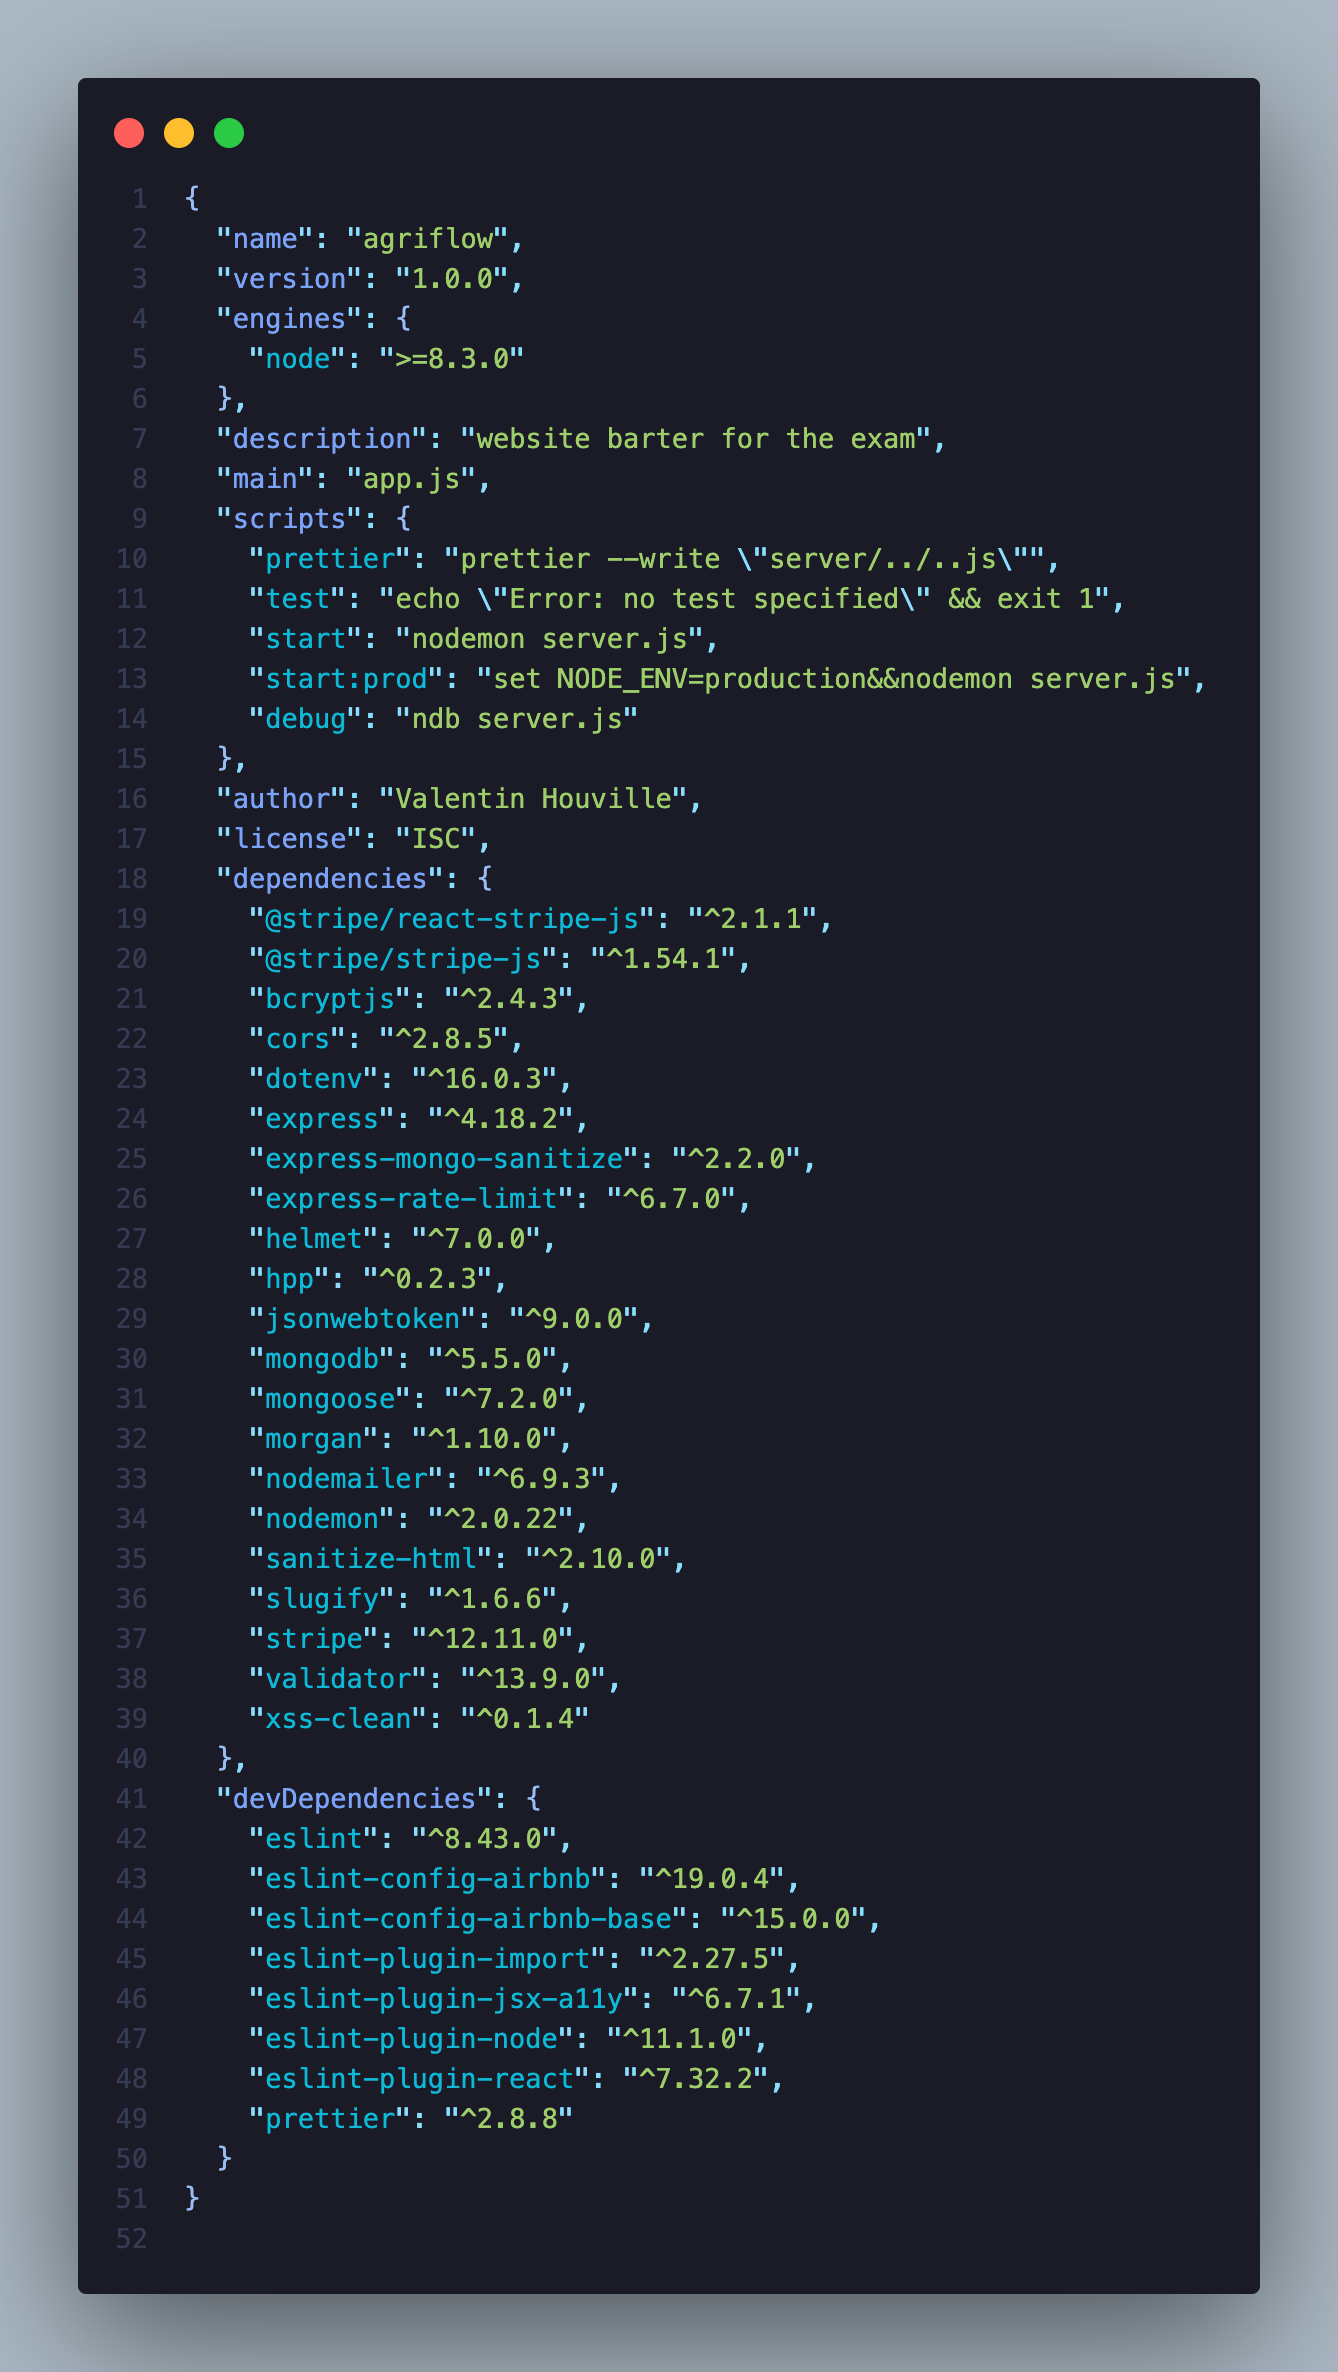 1 {
2   "name": "agriflow",
3   "version": "1.0.0",
4   "engines": {
5     "node": ">=8.3.0"
6   },
7   "description": "website barter for the exam",
8   "main": "app.js",
9   "scripts": {
10     "prettier": "prettier --write \"server/../..js\"",
11     "test": "echo \"Error: no test specified\" && exit 1",
12     "start": "nodemon server.js",
13     "start:prod": "set NODE_ENV=production&&nodemon server.js",
14     "debug": "ndb server.js"
15   },
16   "author": "Valentin Houville",
17   "license": "ISC",
18   "dependencies": {
19     "@stripe/react-stripe-js": "^2.1.1",
20     "@stripe/stripe-js": "^1.54.1",
21     "bcryptjs": "^2.4.3",
22     "cors": "^2.8.5",
23     "dotenv": "^16.0.3",
24     "express": "^4.18.2",
25     "express-mongo-sanitize": "^2.2.0",
26     "express-rate-limit": "^6.7.0",
27     "helmet": "^7.0.0",
28     "hpp": "^0.2.3",
29     "jsonwebtoken": "^9.0.0",
30     "mongodb": "^5.5.0",
31     "mongoose": "^7.2.0",
32     "morgan": "^1.10.0",
33     "nodemailer": "^6.9.3",
34     "nodemon": "^2.0.22",
35     "sanitize-html": "^2.10.0",
36     "slugify": "^1.6.6",
37     "stripe": "^12.11.0",
38     "validator": "^13.9.0",
39     "xss-clean": "^0.1.4"
40   },
41   "devDependencies": {
42     "eslint": "^8.43.0",
43     "eslint-config-airbnb": "^19.0.4",
44     "eslint-config-airbnb-base": "^15.0.0",
45     "eslint-plugin-import": "^2.27.5",
46     "eslint-plugin-jsx-a11y": "^6.7.1",
47     "eslint-plugin-node": "^11.1.0",
48     "eslint-plugin-react": "^7.32.2",
49     "prettier": "^2.8.8"
50   }
51 }
52